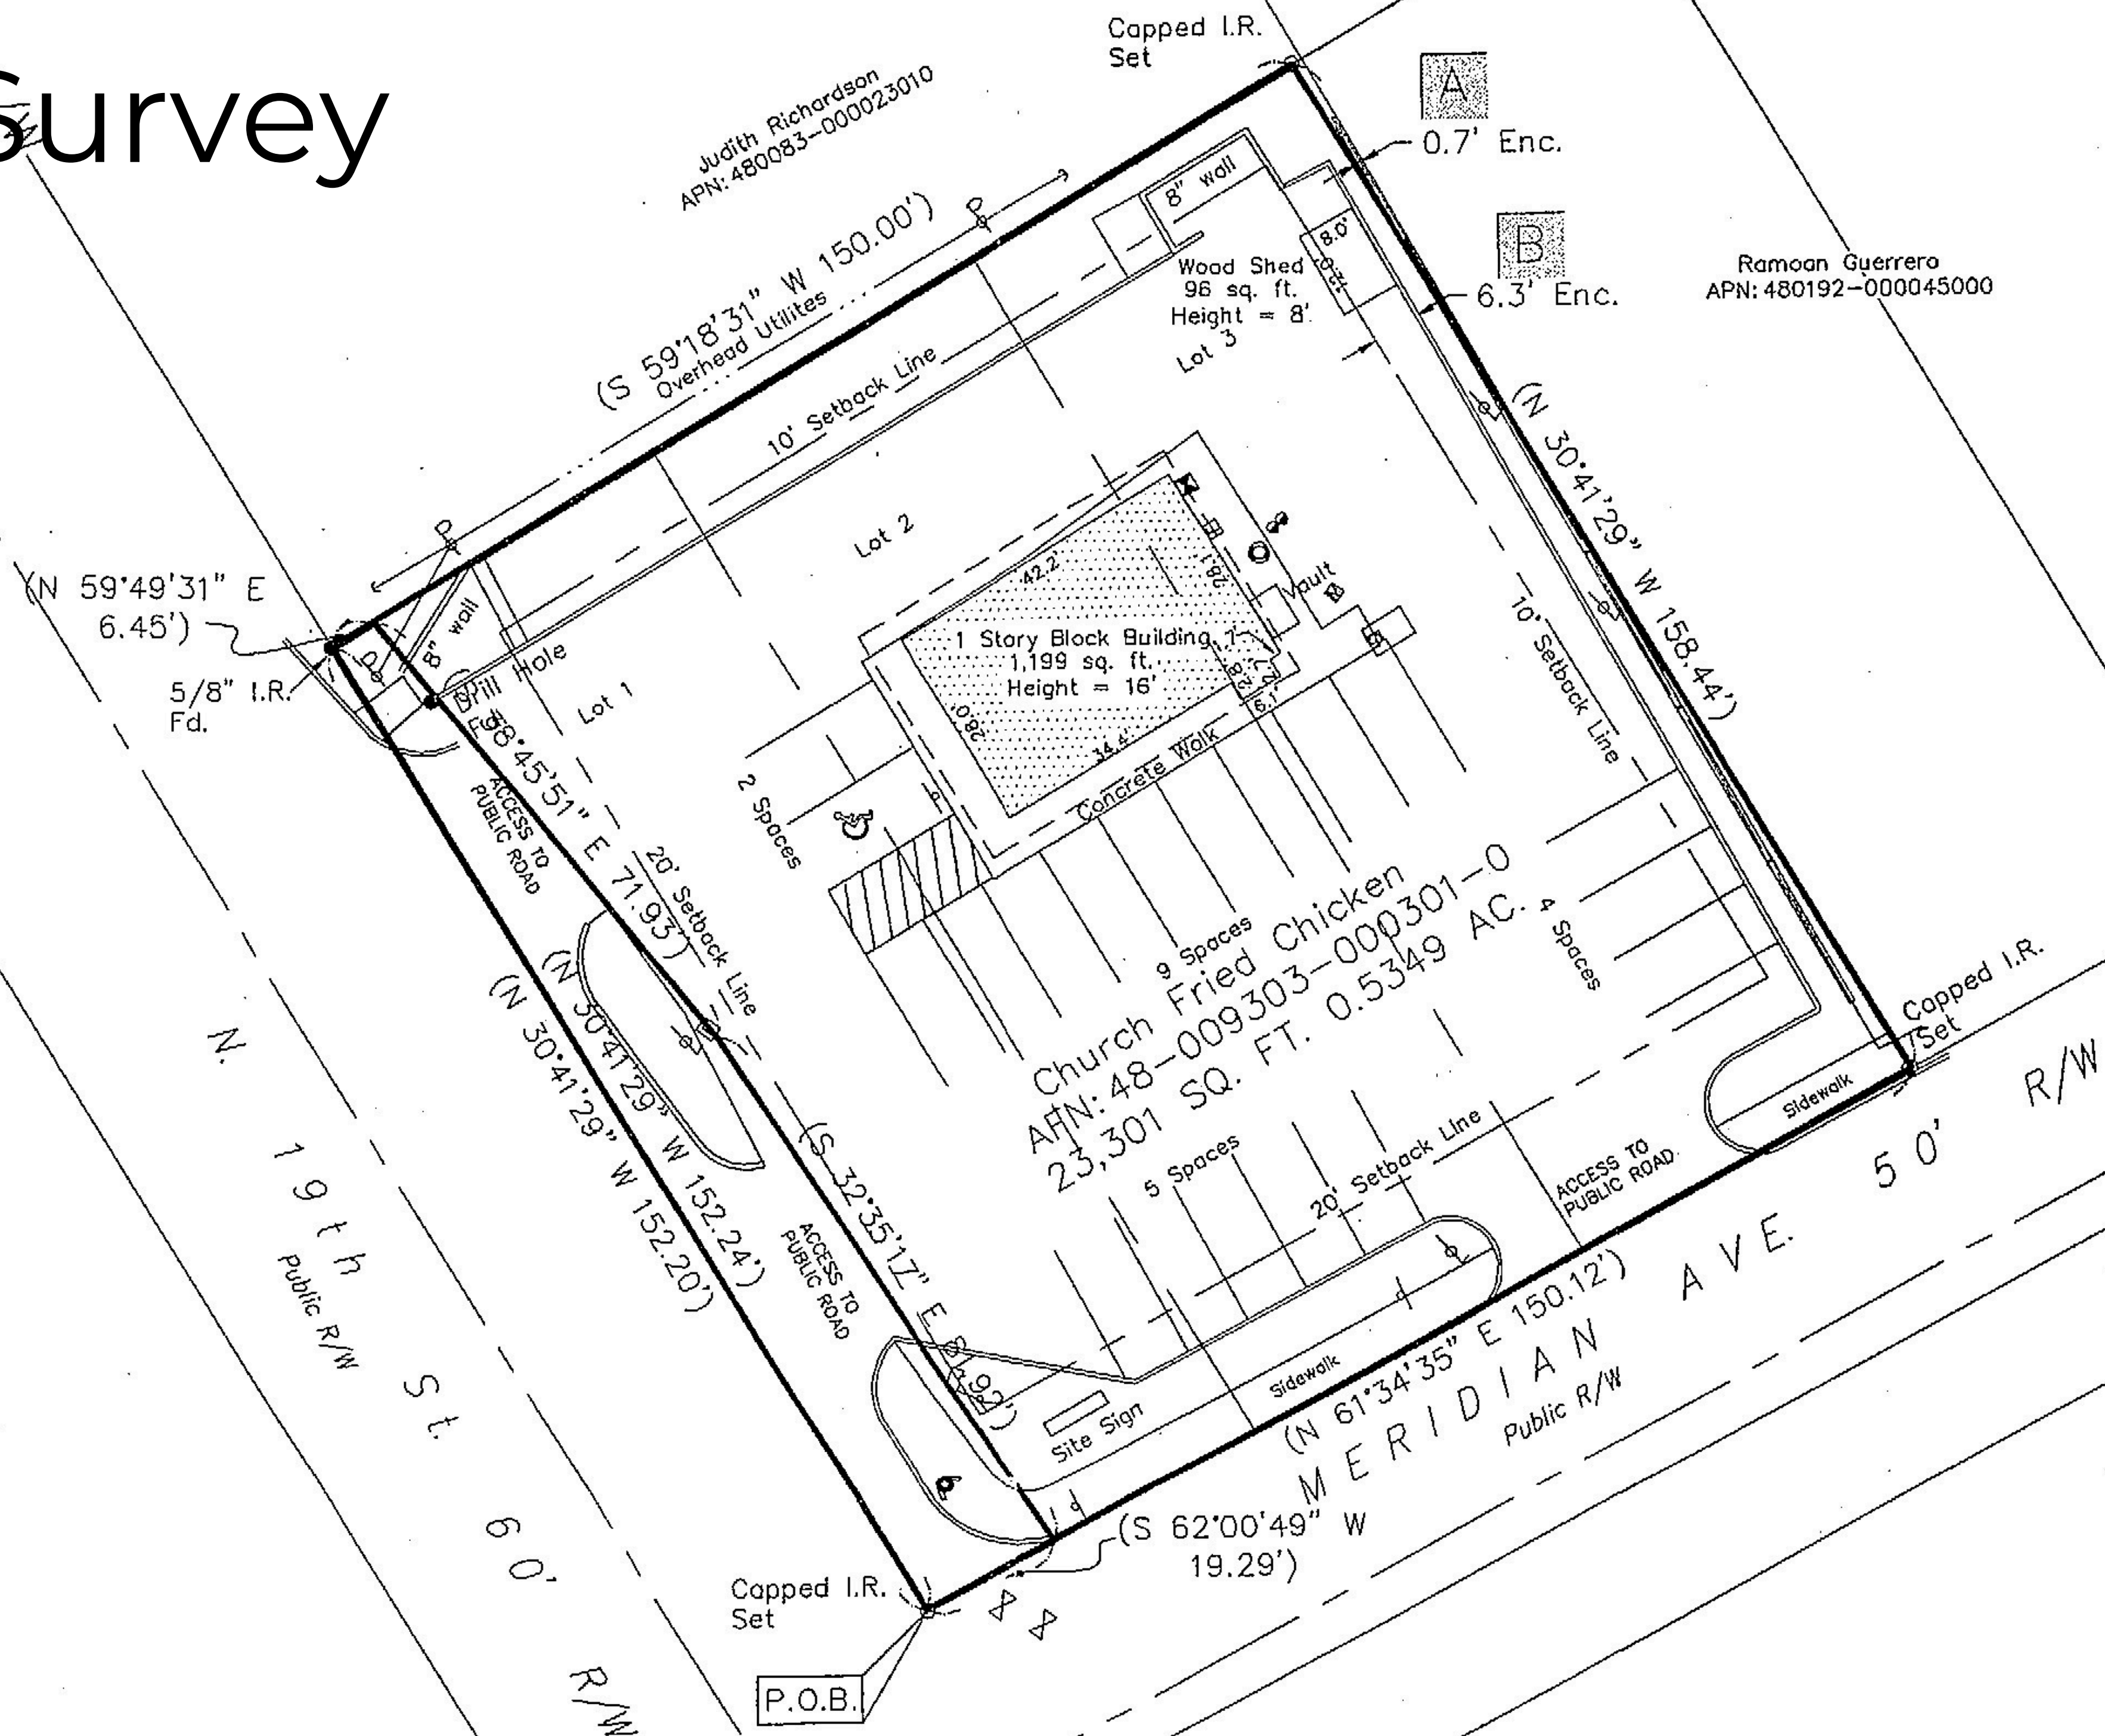 Survey
Capped I.R.
Set
A
0.7' Enc.
Judith Richardson
APN: 480083-000023010
B
6.3' Enc.
Ramoan Guerrero
APN: 480192-000045000
(S 59°18'31" W 150.00')
Overhead Utilites
10' Setback Line
8" wall
8.0'
12.0'
Wood Shed
96 sq. ft.
Height = 8'
Lot 3
Lot 2
Lot 1
(N 30°41'29" W 158.44')
10' Setback Line
(N 59°49'31" E
6.45')
5/8" I.R.
Fd.
8" wall
Drill Hole
Fd.
42.2'
28.1'
Vault
1 Story Block Building
1,199 sq. ft.
Height = 16'
28.0'
34.4'
6.1'
Concrete Walk
2 Spaces
ACCESS TO
PUBLIC ROAD
58°45'51" E 71.93')
20' Setback Line
9 Spaces
4 Spaces
Church Fried Chicken
APN: 48-009303-000301-0
23,301 SQ. FT. 0.5349 AC.
Capped I.R.
Set
Sidewalk
(N 30°41'29" W 152.24')
(N 30°41'29" W 152.20')
N. 19th St. 60' R/W
Public R/W
(S 32°35'17" E 81.92')
ACCESS TO
PUBLIC ROAD
5 Spaces
20' Setback Line
ACCESS TO
PUBLIC ROAD
Site Sign
Sidewalk
(N 61°34'35" E 150.12')
MERIDIAN AVE. 50' R/W
Public R/W
(S 62°00'49" W
19.29')
Capped I.R.
Set
P.O.B.